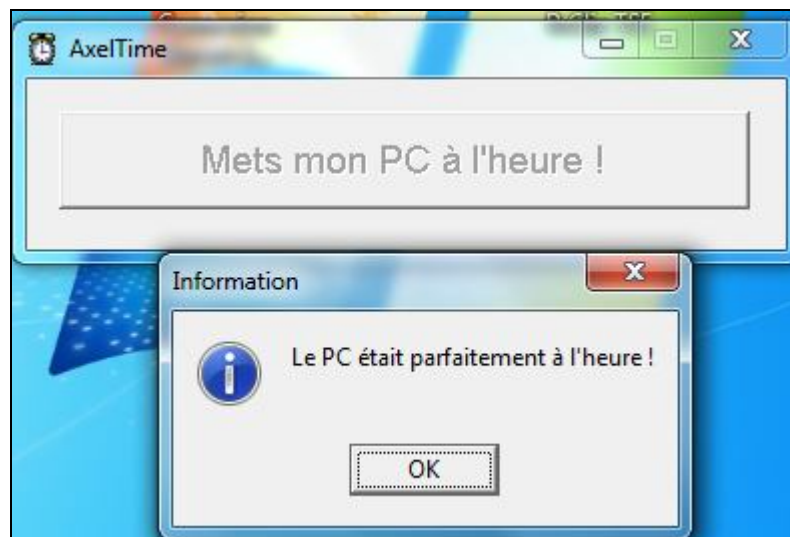 AxelTime
Mets mon PC à l'heure !
Information
Le PC était parfaitement à l'heure !
OK